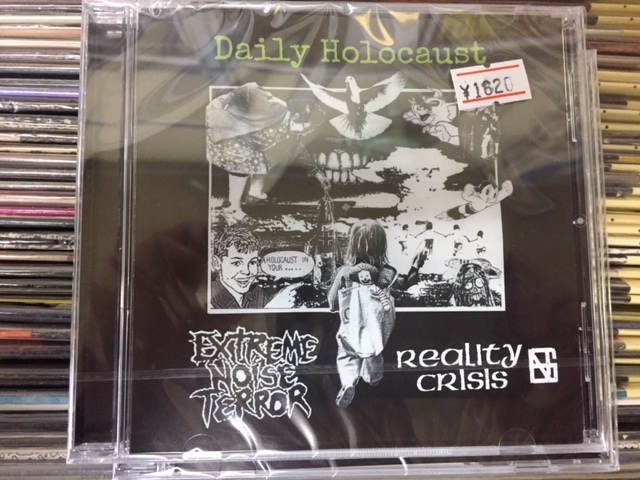 Daily Holocaust
¥1620
HOLOCAUST IN
YOUR .....
EXTREME
NOISE
TERROR
REALITY
CRISIS